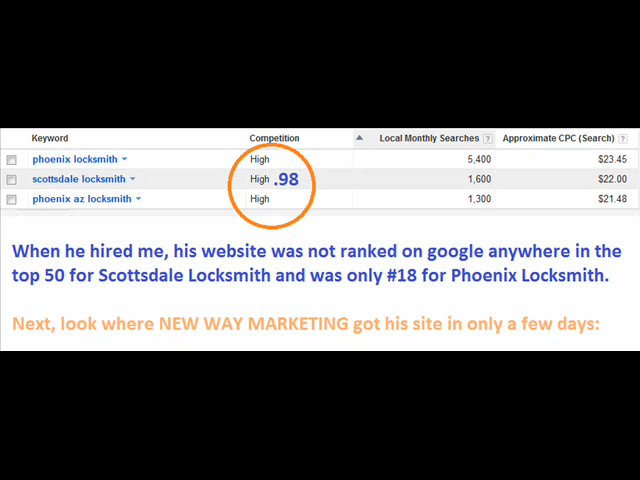 Keyword Competition Local Monthly Searches ? Approximate CPC (Search) ?
phoenix locksmith High 5,400 $23.45
scottsdale locksmith High .98 1,600 $22.00
phoenix az locksmith High 1,300 $21.48
When he hired me, his website was not ranked on google anywhere in the
top 50 for Scottsdale Locksmith and was only #18 for Phoenix Locksmith.
Next, look where NEW WAY MARKETING got his site in only a few days: